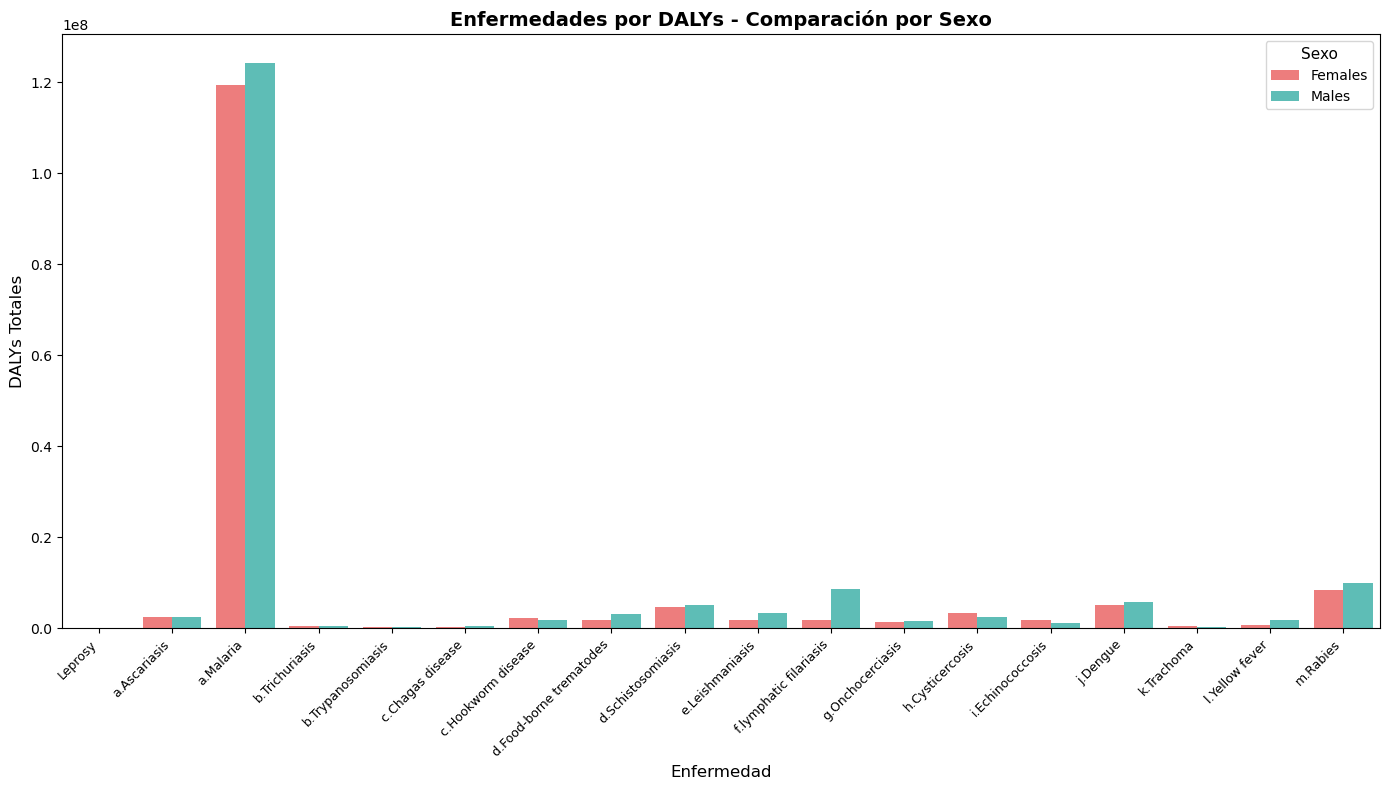 Enfermedades por DALYs - Comparación por Sexo
1e8
Sexo
Females
Males
1.2
1.0
0.8
0.6
0.4
0.2
0.0
DALYs Totales
Leprosy
a.Ascariasis
a.Malaria
b.Trichuriasis
b.Trypanosomiasis
c.Chagas disease
c.Hookworm disease
d.Food-borne trematodes
d.Schistosomiasis
e.Leishmaniasis
f.lymphatic filariasis
g.Onchocerciasis
h.Cysticercosis
i.Echinococcosis
j.Dengue
k.Trachoma
l.Yellow fever
m.Rabies
Enfermedad